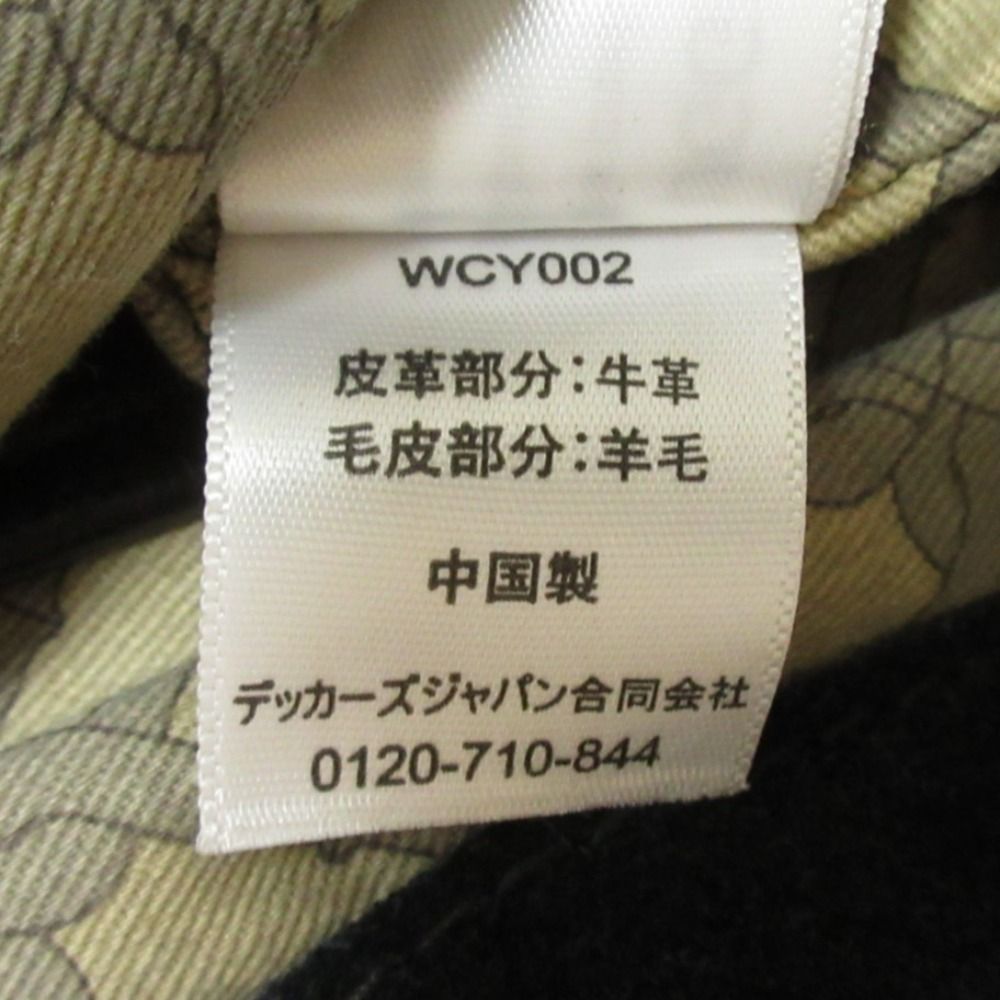 WCY002
皮革部分:牛革
毛皮部分:羊毛
中国製
デッカーズジャパン合同会社
0120-710-844